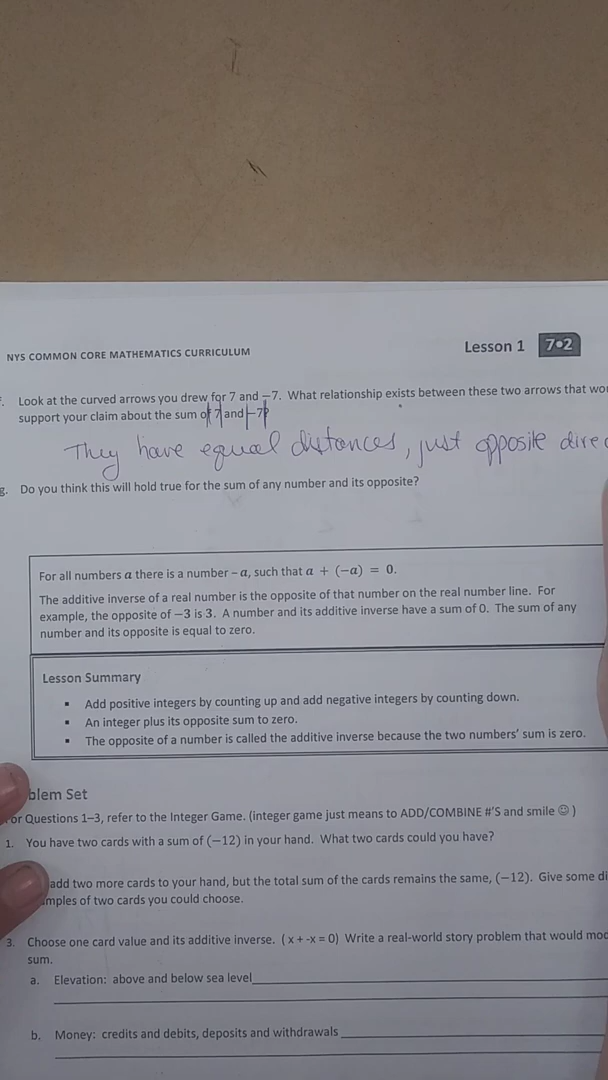 NYS COMMON CORE MATHEMATICS CURRICULUM
Lesson 1 7•2
Look at the curved arrows you drew for 7 and −7. What relationship exists between these two arrows that
support your claim about the sum of |7| and |−7|?
They have equal distances, just opposite
g. Do you think this will hold true for the sum of any number and its opposite?
For all numbers a there is a number −a, such that a + (−a) = 0.
The additive inverse of a real number is the opposite of that number on the real number line. For
example, the opposite of −3 is 3. A number and its additive inverse have a sum of 0. The sum of any
number and its opposite is equal to zero.
Lesson Summary
▪ Add positive integers by counting up and add negative integers by counting down.
▪ An integer plus its opposite sum to zero.
▪ The opposite of a number is called the additive inverse because the two numbers' sum is zero.
blem Set
or Questions 1–3, refer to the Integer Game. (integer game just means to ADD/COMBINE #'S and smile ☺)
1. You have two cards with a sum of (−12) in your hand. What two cards could you have?
add two more cards to your hand, but the total sum of the cards remains the same, (−12). Give some
mples of two cards you could choose.
3. Choose one card value and its additive inverse. (x + -x = 0) Write a real-world story problem that would
sum.
a. Elevation: above and below sea level
b. Money: credits and debits, deposits and withdrawals